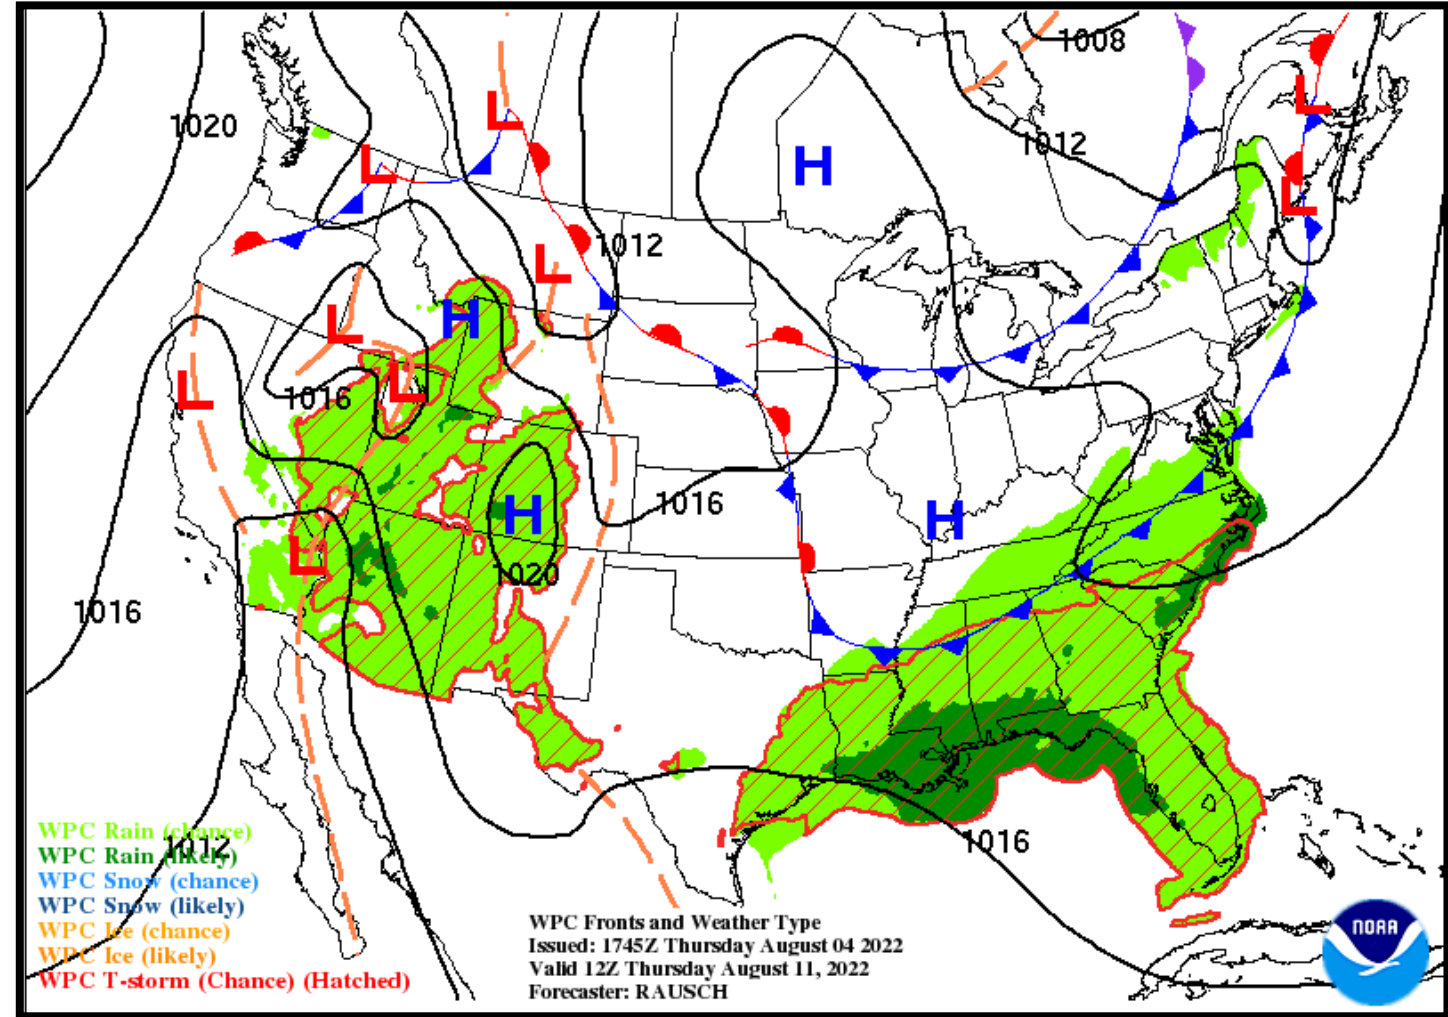 1008
1020
L
L
1012
L
H
L
1012
L
H
L
1016
L
L
1016
H
H
L
1020
1016
WPC Rain (chance)
1012
WPC Rain (likely)
1016
WPC Snow (chance)
WPC Snow (likely)
WPC Ice (chance)
WPC Ice (likely)
WPC T-storm (Chance) (Hatched)
WPC Fronts and Weather Type
Issued: 1745Z Thursday August 04 2022
Valid 12Z Thursday August 11, 2022
Forecaster: RAUSCH
NOAA